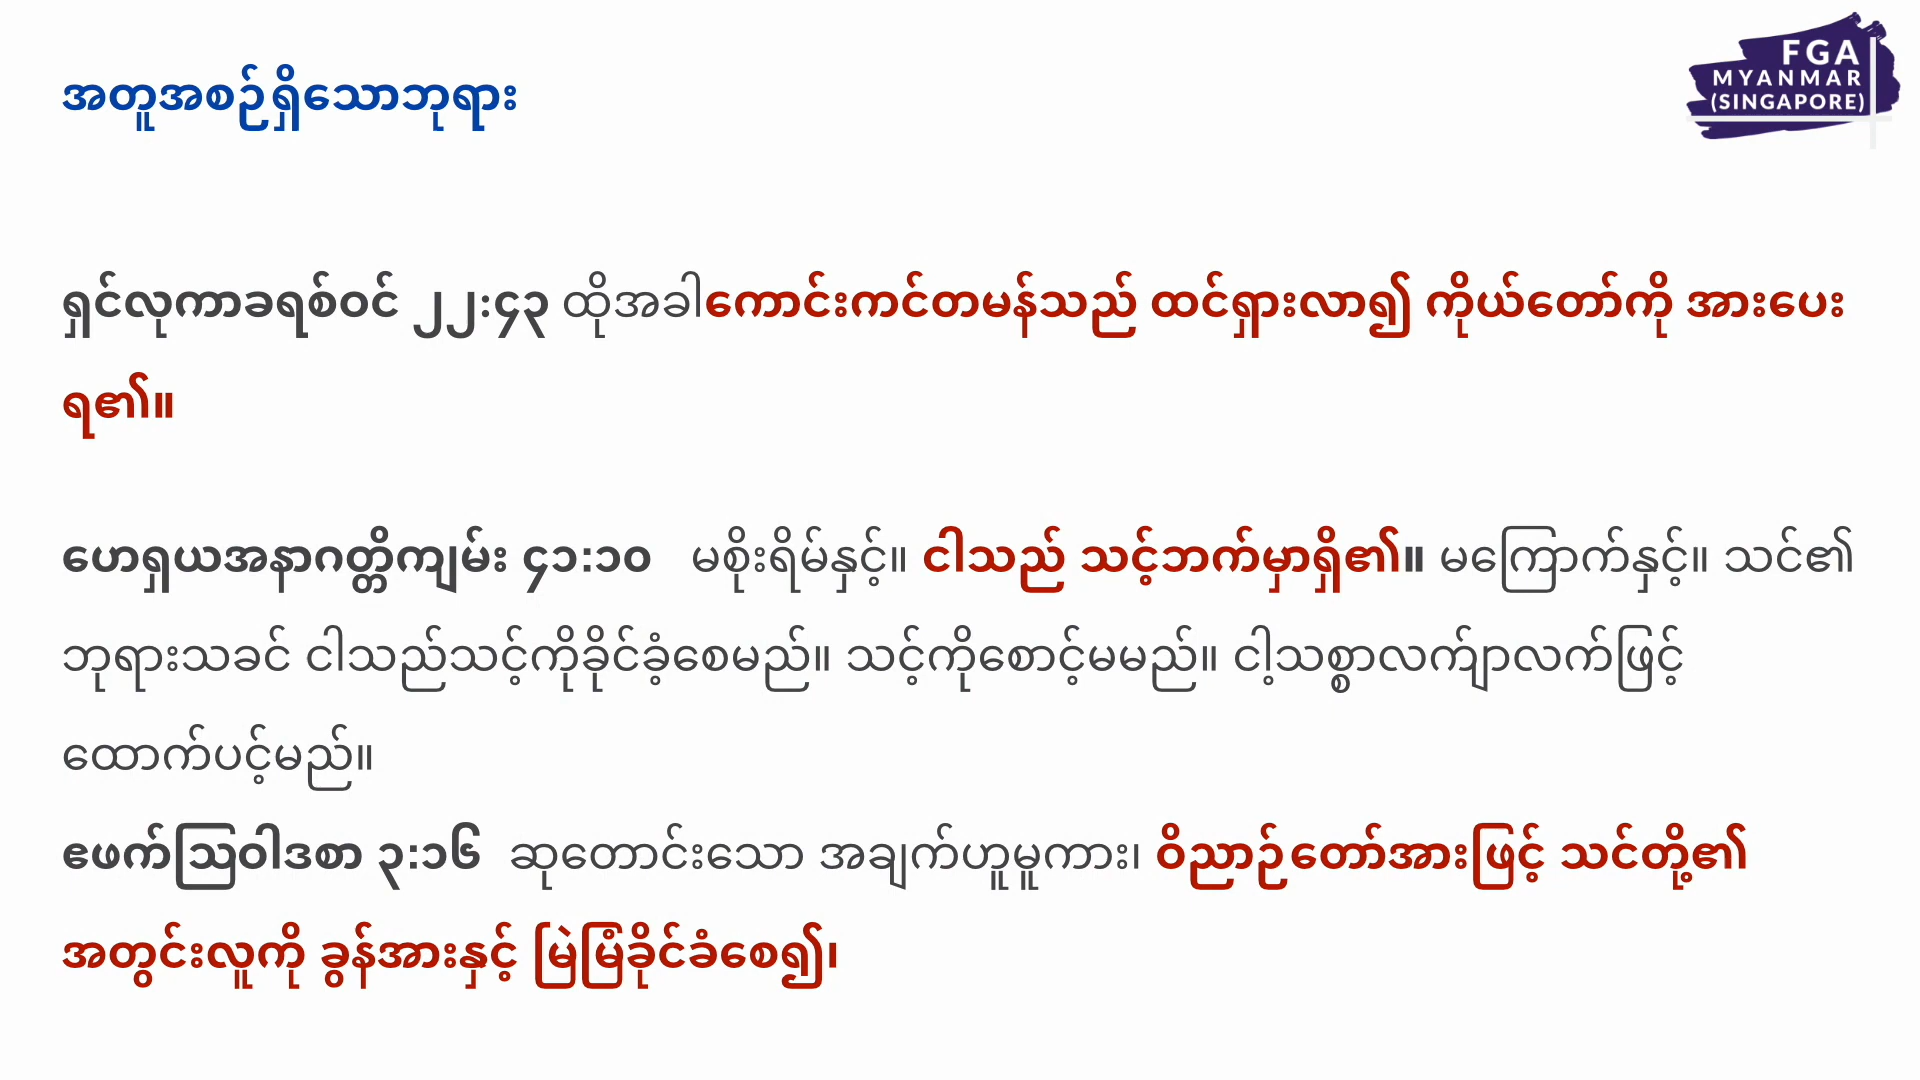 အတူအစဉ်ရှိသောဘုရား
FGA
MYANMAR
(SINGAPORE)
ရှင်လုကာခရစ်ဝင် ၂၂:၄၃ ထိုအခါကောင်းကင်တမန်သည် ထင်ရှားလာ၍ ကိုယ်တော်ကို အားပေး
ရ၏။
ဟေရှယအနာဂတ္တိကျမ်း ၄၁:၁၀ မစိုးရိမ်နှင့်။ ငါသည် သင့်ဘက်မှာရှိ၏။ မကြောက်နှင့်။ သင်၏
ဘုရားသခင် ငါသည်သင့်ကိုခိုင်ခံ့စေမည်။ သင့်ကိုစောင့်မမည်။ ငါ့သစ္စာလက်ျာလက်ဖြင့်
ထောက်ပင့်မည်။
ဧဖက်ဩဝါဒစာ ၃:၁၆ ဆုတောင်းသော အချက်ဟူမူကား၊ ဝိညာဉ်တော်အားဖြင့် သင်တို့၏
အတွင်းလူကို ခွန်အားနှင့် မြဲမြံခိုင်ခံစေ၍၊